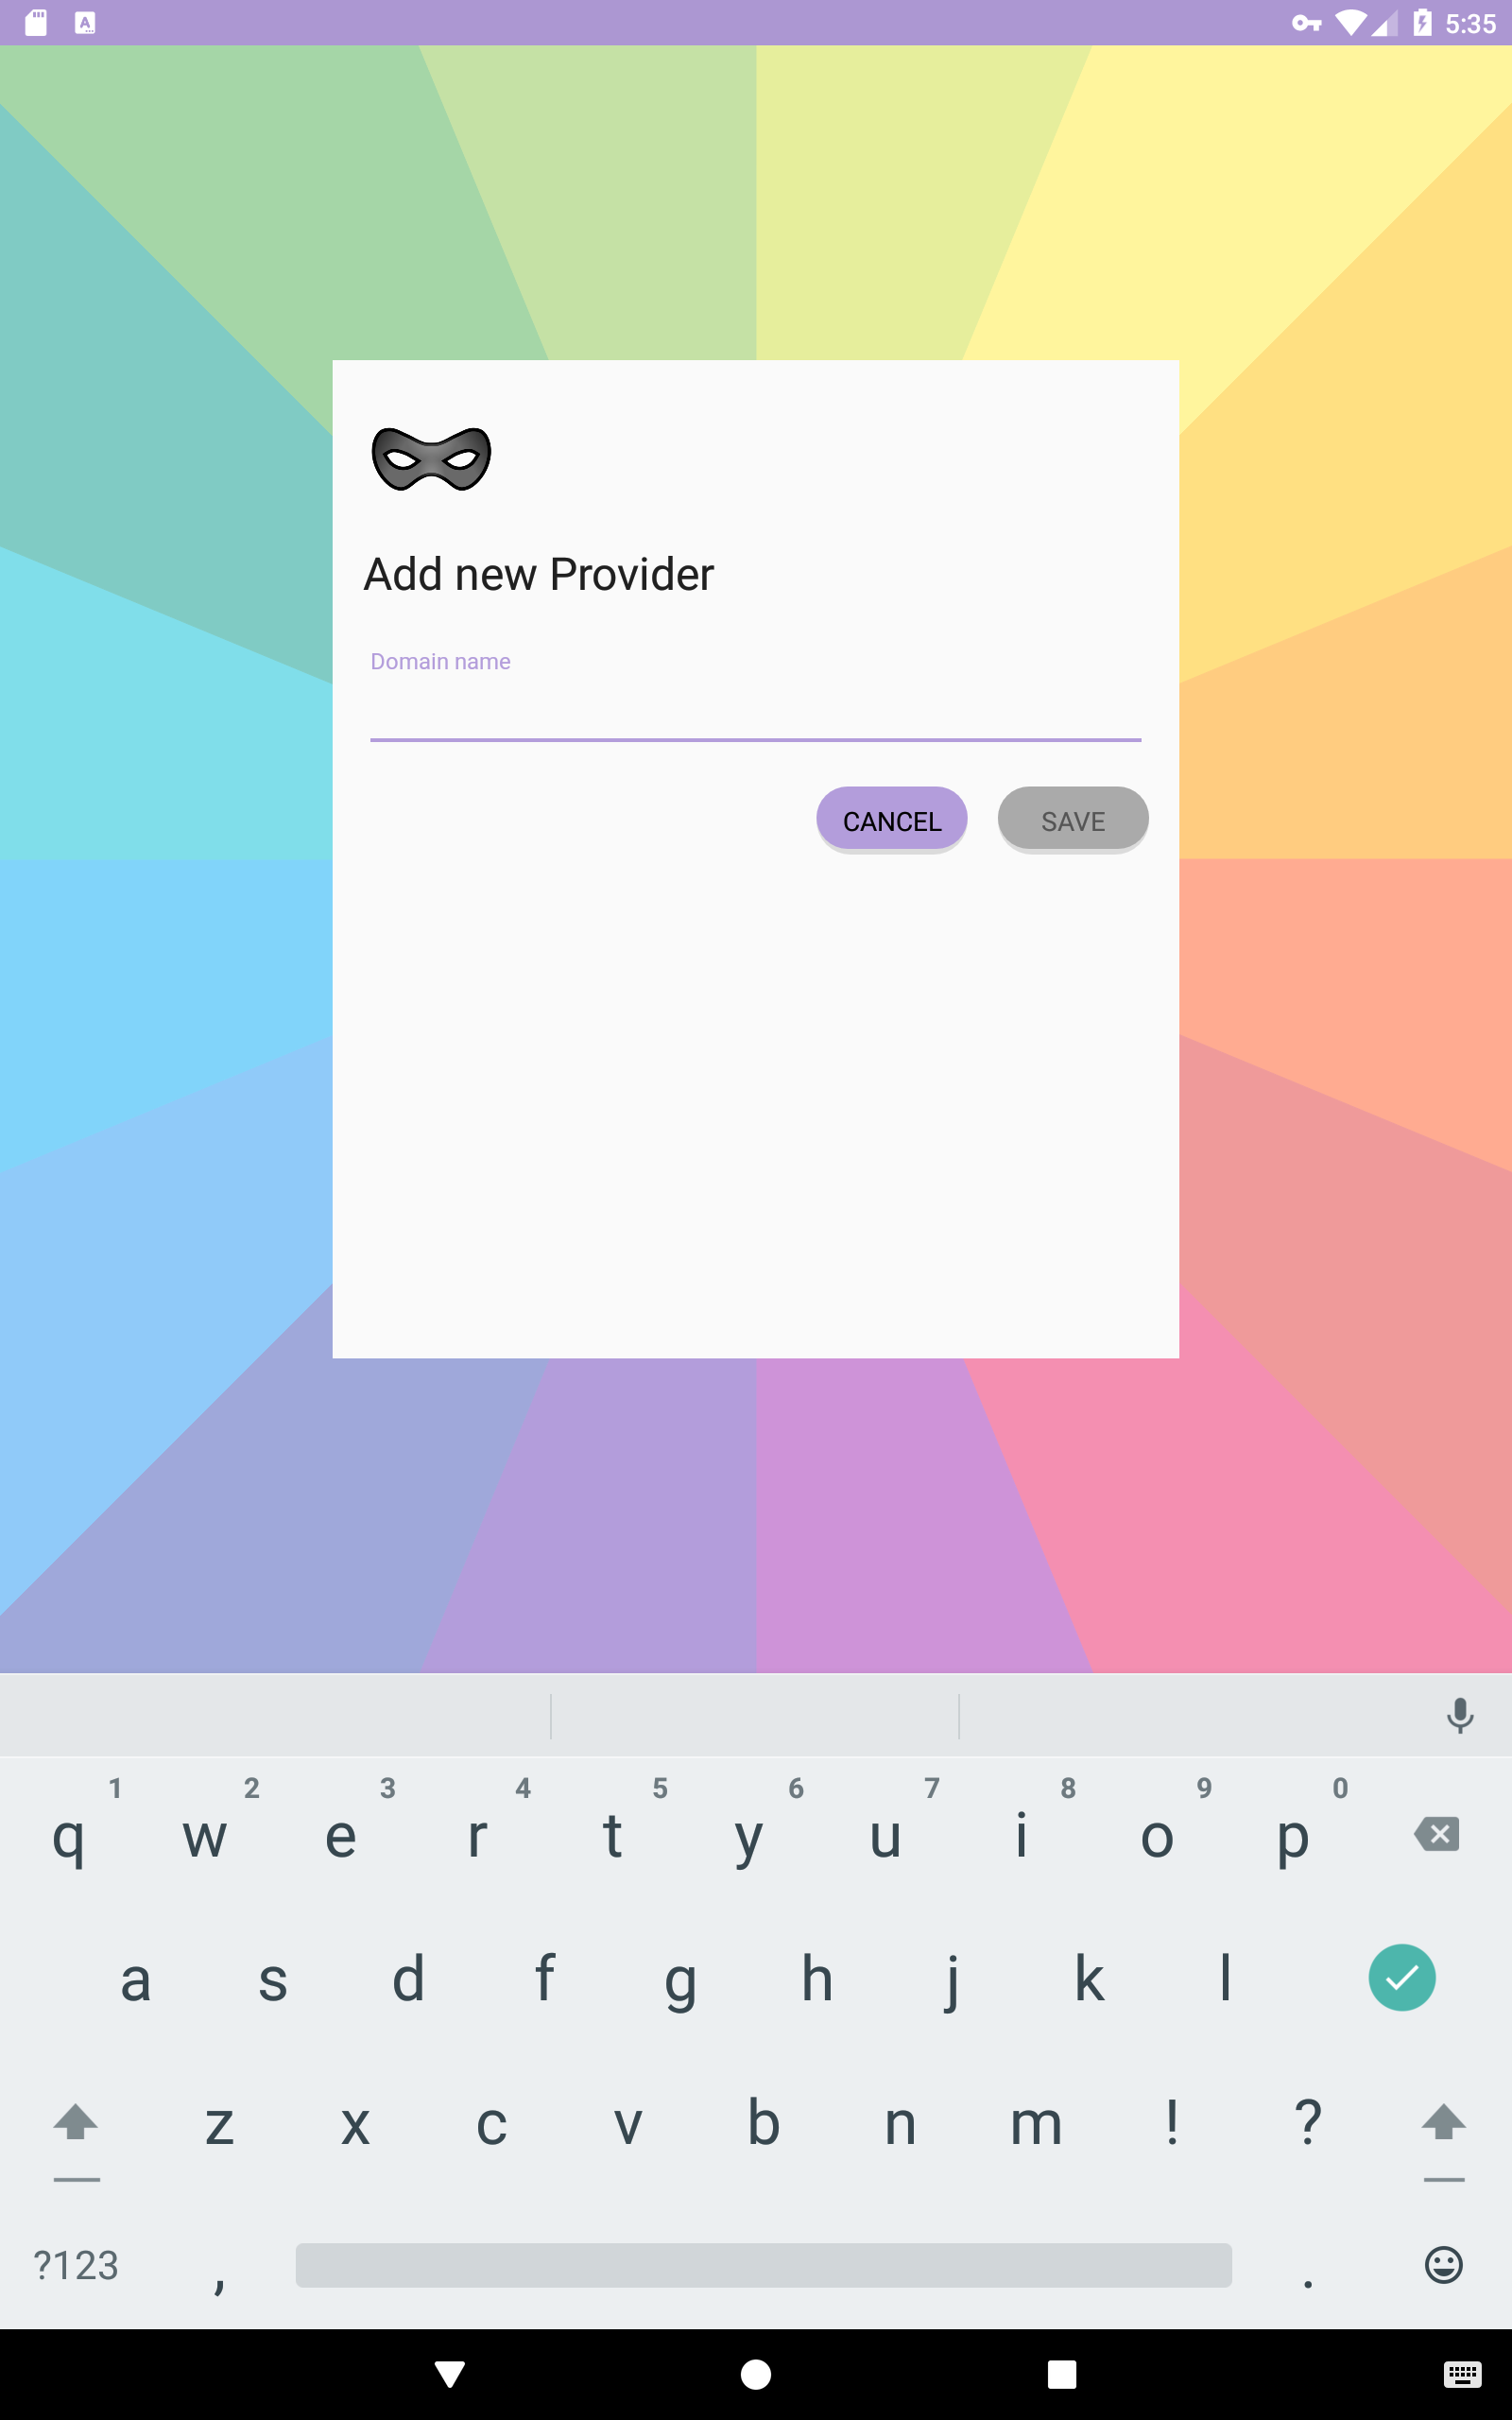 5:35
Add new Provider
Domain name
CANCEL SAVE
1 2 3 4 5 6 7 8 9 0
q w e r t y u i o p
a s d f g h j k l
z x c v b n m ! ?
?123 , .